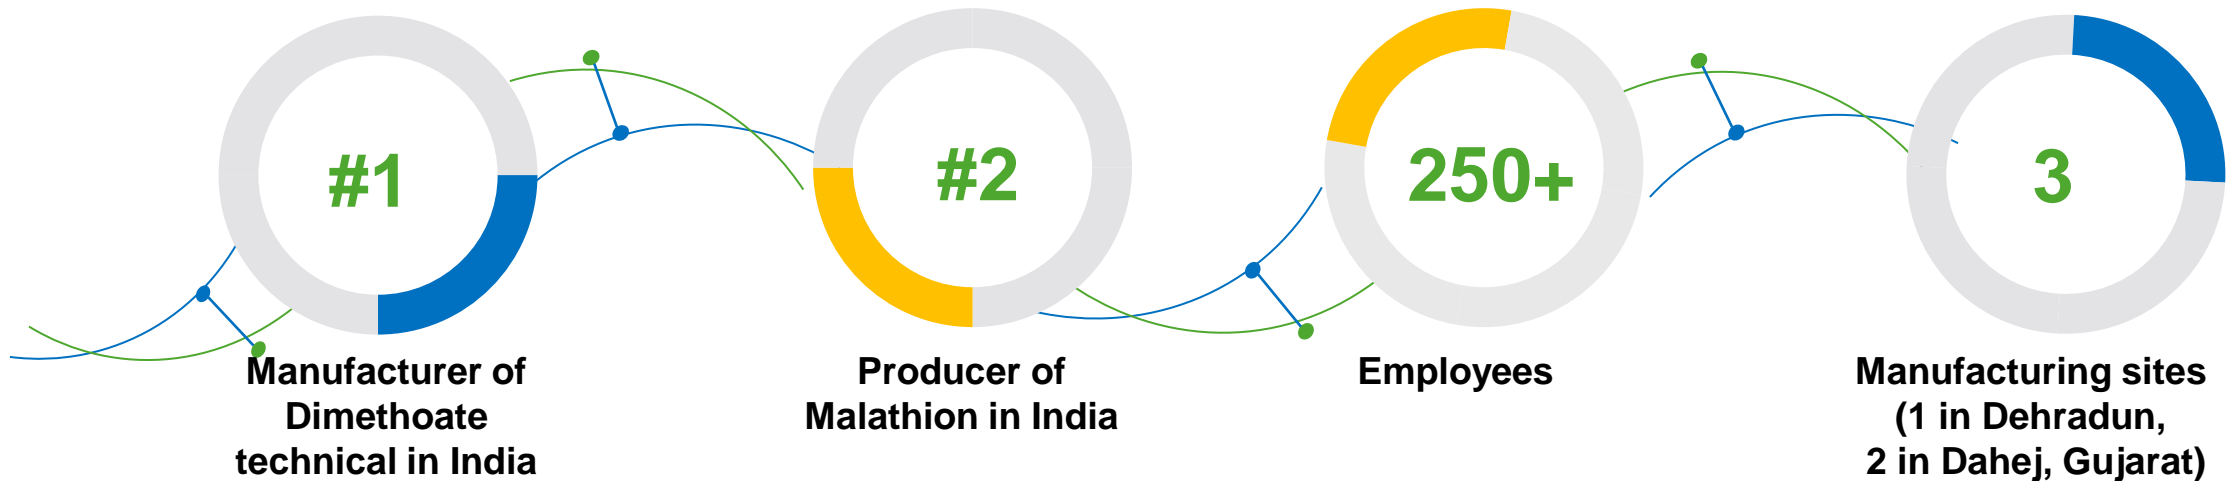 #1
Manufacturer of
Dimethoate
technical in India
#2
Producer of
Malathion in India
250+
Employees
3
Manufacturing sites
(1 in Dehradun,
2 in Dahej, Gujarat)